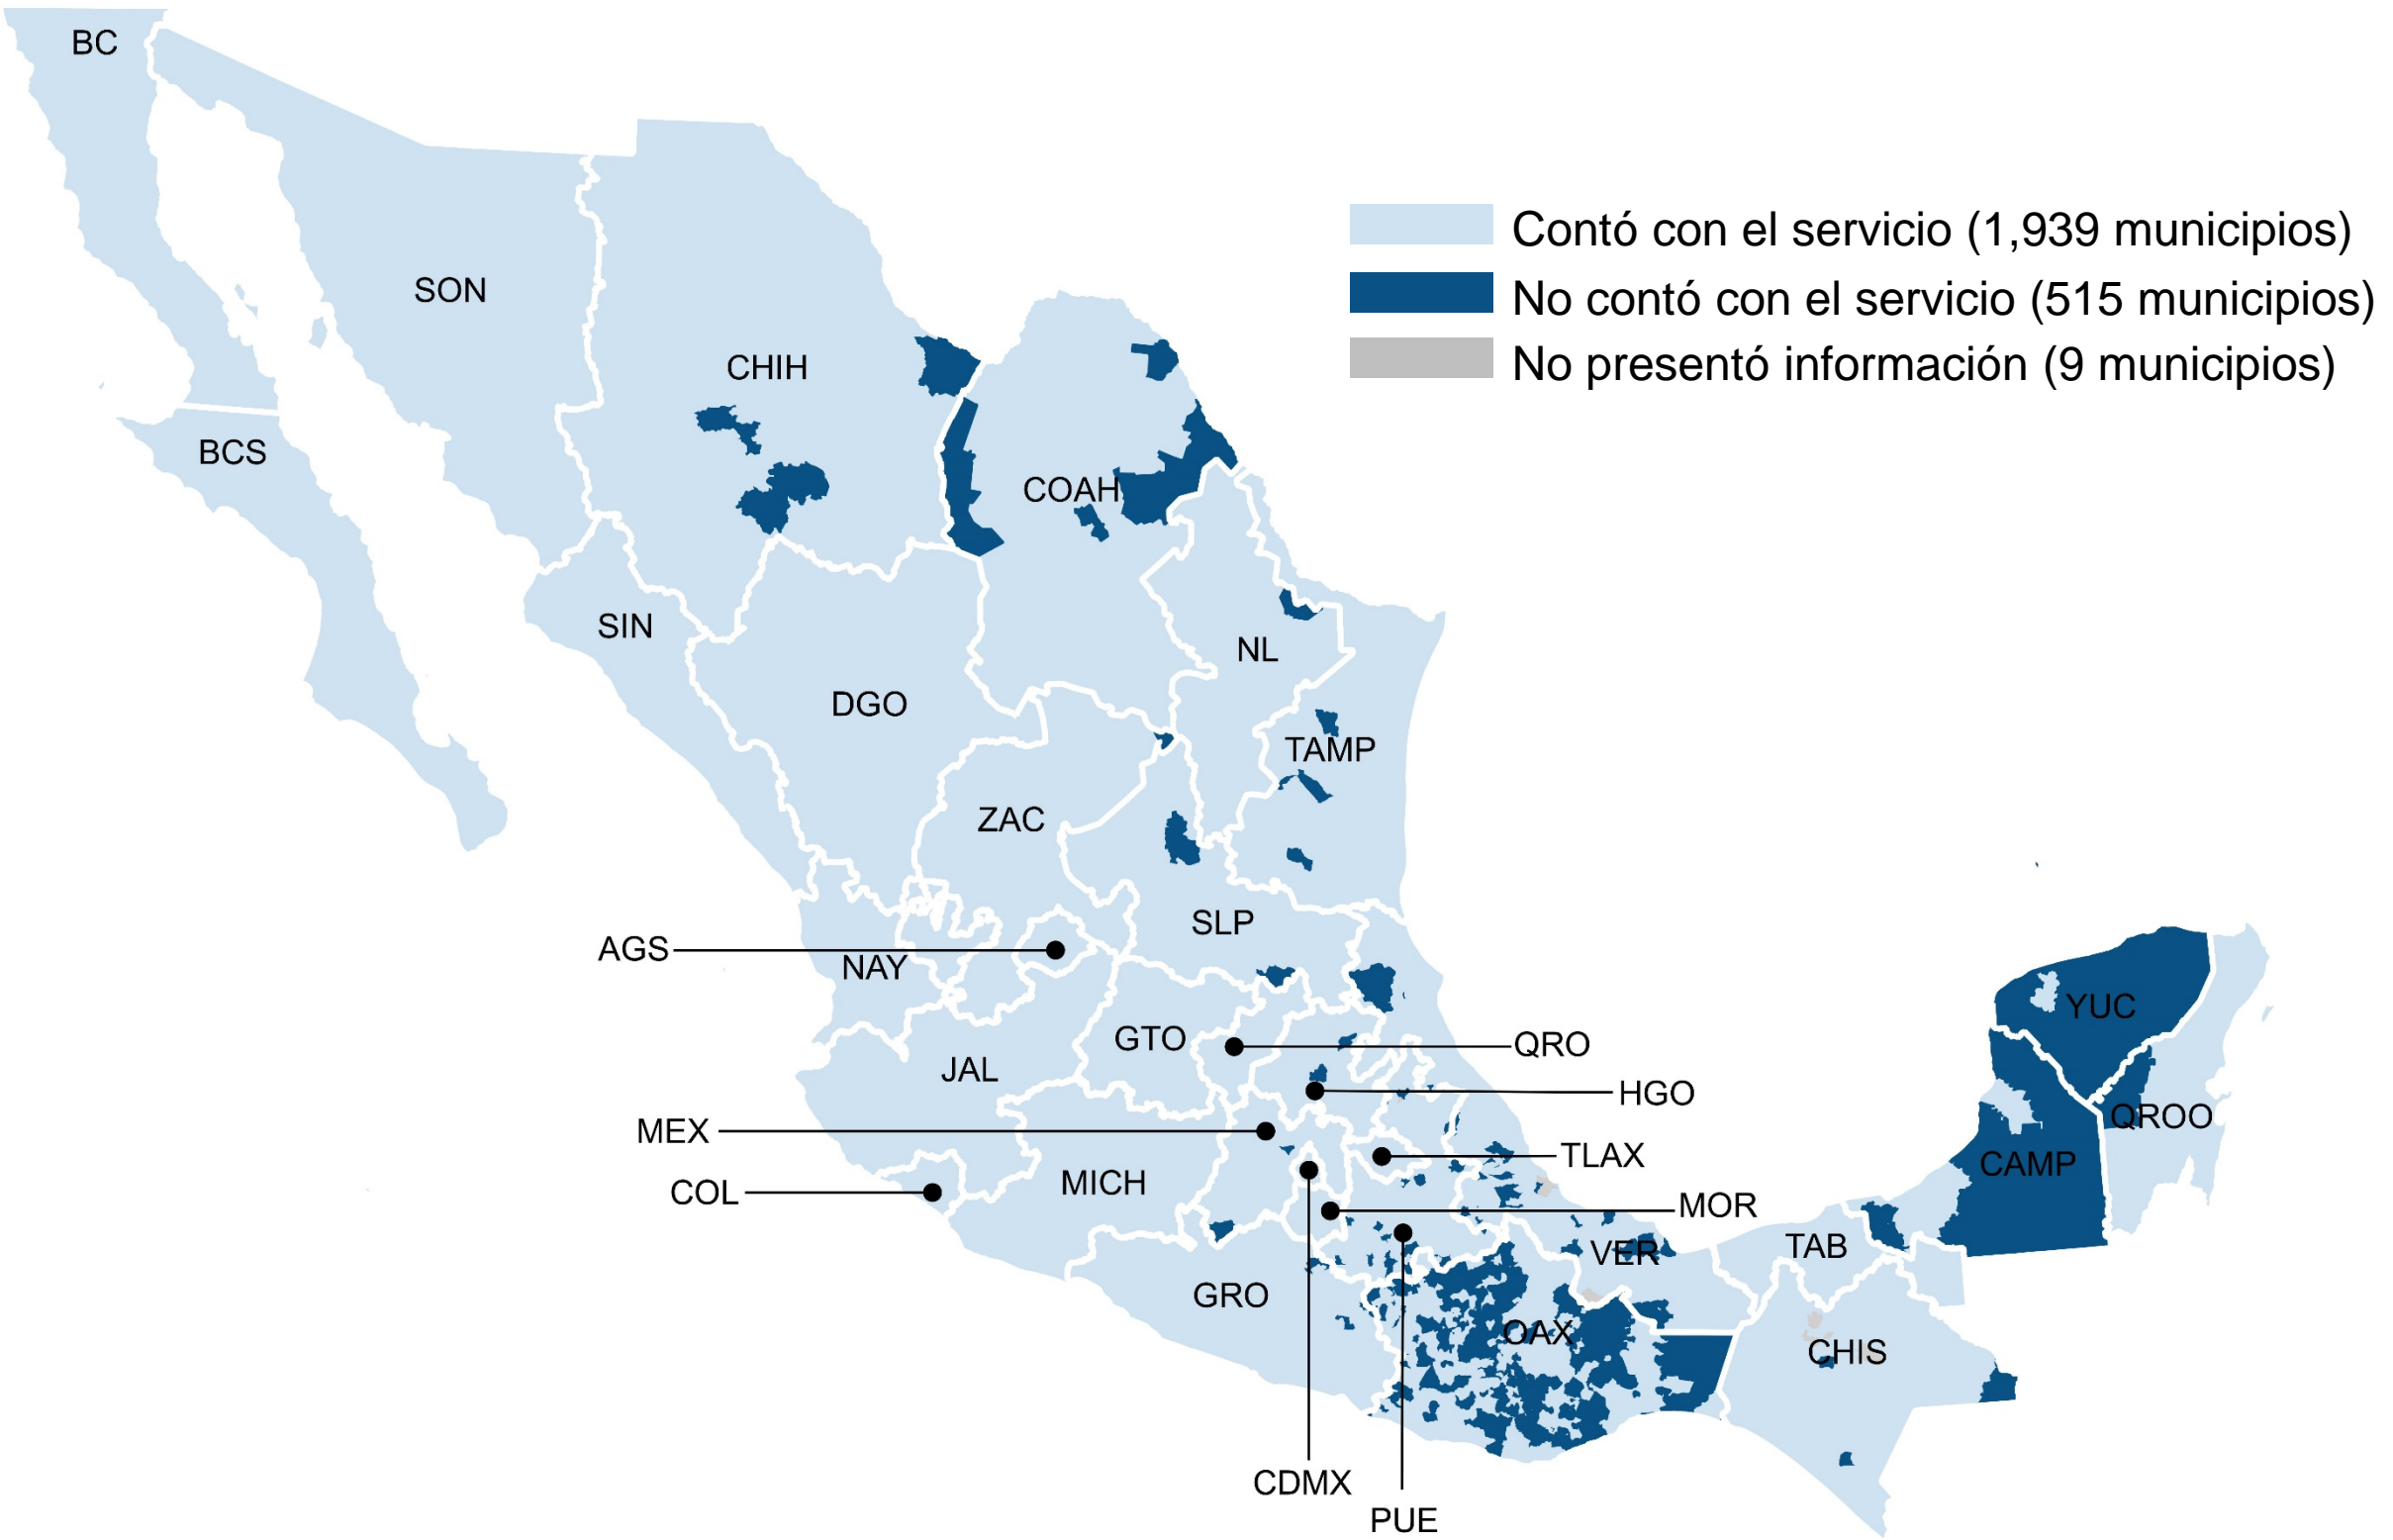 BC
SON
CHIH
BCS
COAH
SIN
NL
DGO
TAMP
ZAC
SLP
AGS
NAY
GTO
QRO
JAL
HGO
MEX
TLAX
COL
MICH
MOR
VER
GRO
OAX
TAB
CHIS
CDMX
PUE
YUC
QROO
CAMP
Contó con el servicio (1,939 municipios)
No contó con el servicio (515 municipios)
No presentó información (9 municipios)